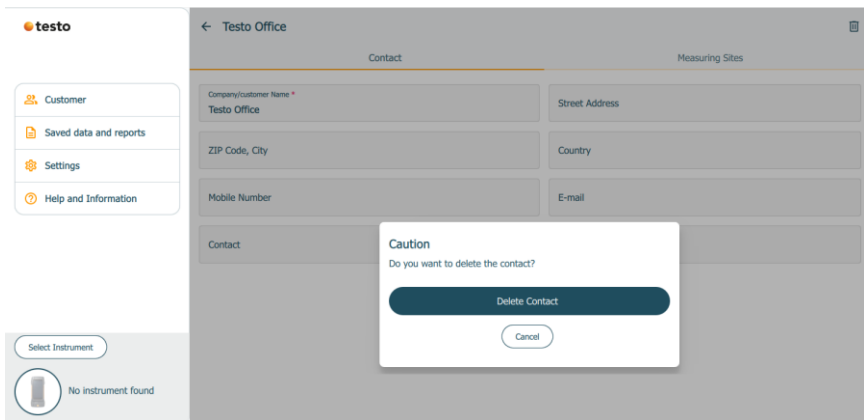 testo
Testo Office
Contact
Measuring Sites
Customer
Saved data and reports
Settings
Help and Information
Company/customer Name *
Testo Office
Street Address
ZIP Code, City
Country
Mobile Number
E-mail
Contact
Caution
Do you want to delete the contact?
Delete Contact
Cancel
Select Instrument
No instrument found